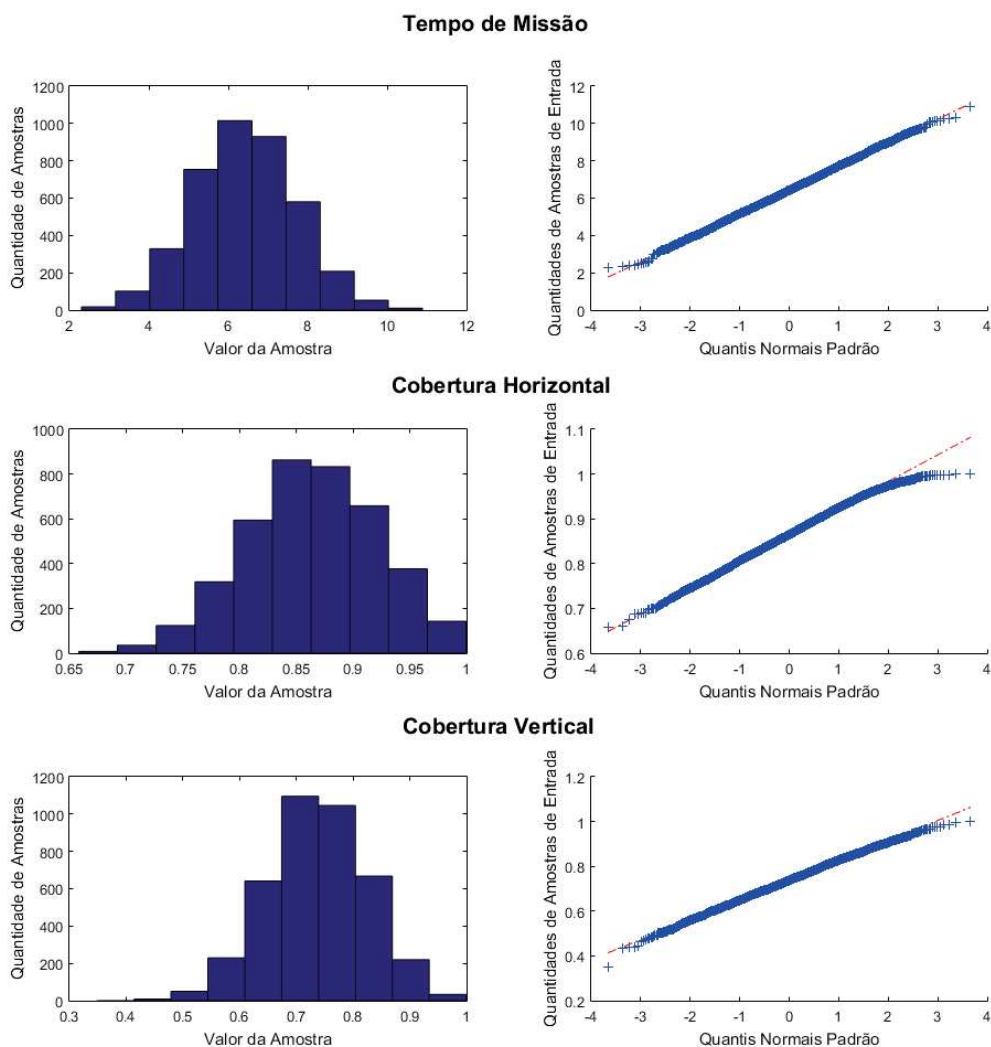 Tempo de Missão
Quantidade de Amostras
1200
1000
800
600
400
200
0
2 4 6 8 10 12
Valor da Amostra
Quantidades de Amostras de Entrada
12
10
8
6
4
2
0
-4 -3 -2 -1 0 1 2 3 4
Quantis Normais Padrão
Cobertura Horizontal
Quantidade de Amostras
1000
800
600
400
200
0
0.65 0.7 0.75 0.8 0.85 0.9 0.95 1
Valor da Amostra
Quantidades de Amostras de Entrada
1.1
1
0.9
0.8
0.7
0.6
-4 -3 -2 -1 0 1 2 3 4
Quantis Normais Padrão
Cobertura Vertical
Quantidade de Amostras
1200
1000
800
600
400
200
0
0.3 0.4 0.5 0.6 0.7 0.8 0.9 1
Valor da Amostra
Quantidades de Amostras de Entrada
1.2
1
0.8
0.6
0.4
0.2
-4 -3 -2 -1 0 1 2 3 4
Quantis Normais Padrão